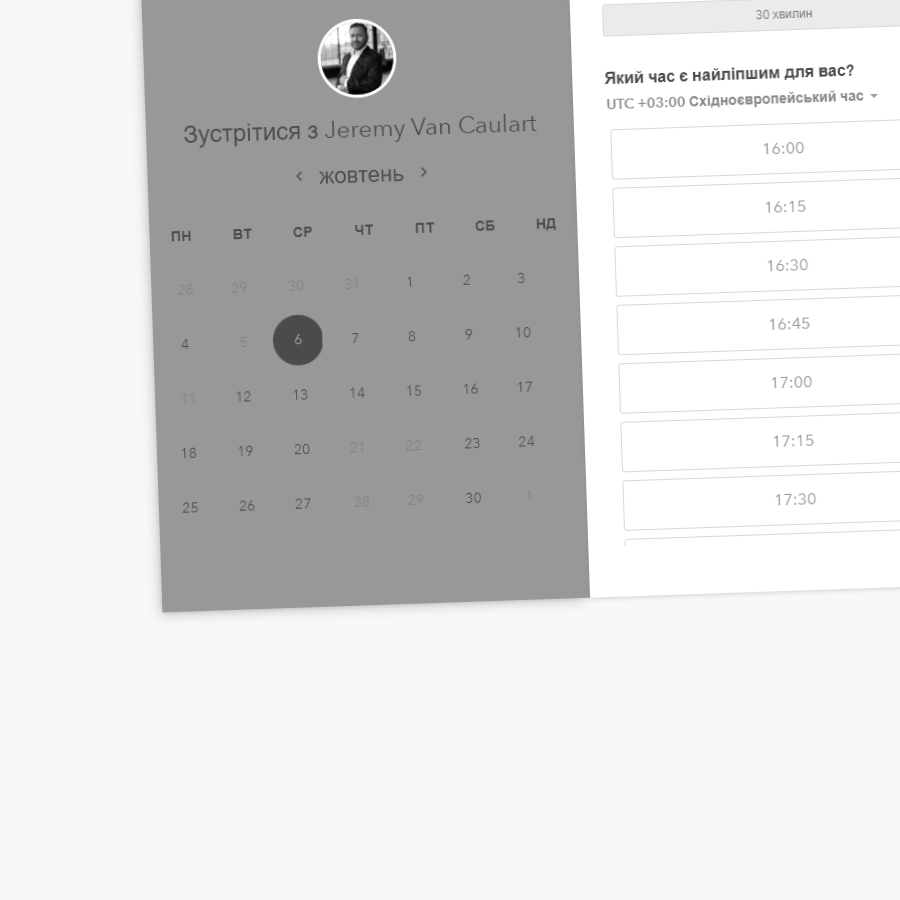 Зустрітися з Jeremy Van Caulart
‹ жовтень ›
ПН ВТ СР ЧТ ПТ СБ НД
28 29 30 31 1 2 3
4 5 6 7 8 9 10
11 12 13 14 15 16 17
18 19 20 21 22 23 24
25 26 27 28 29 30 1
30 хвилин
Який час є найліпшим для вас?
UTC +03:00 Східноєвропейський час
16:00
16:15
16:30
16:45
17:00
17:15
17:30